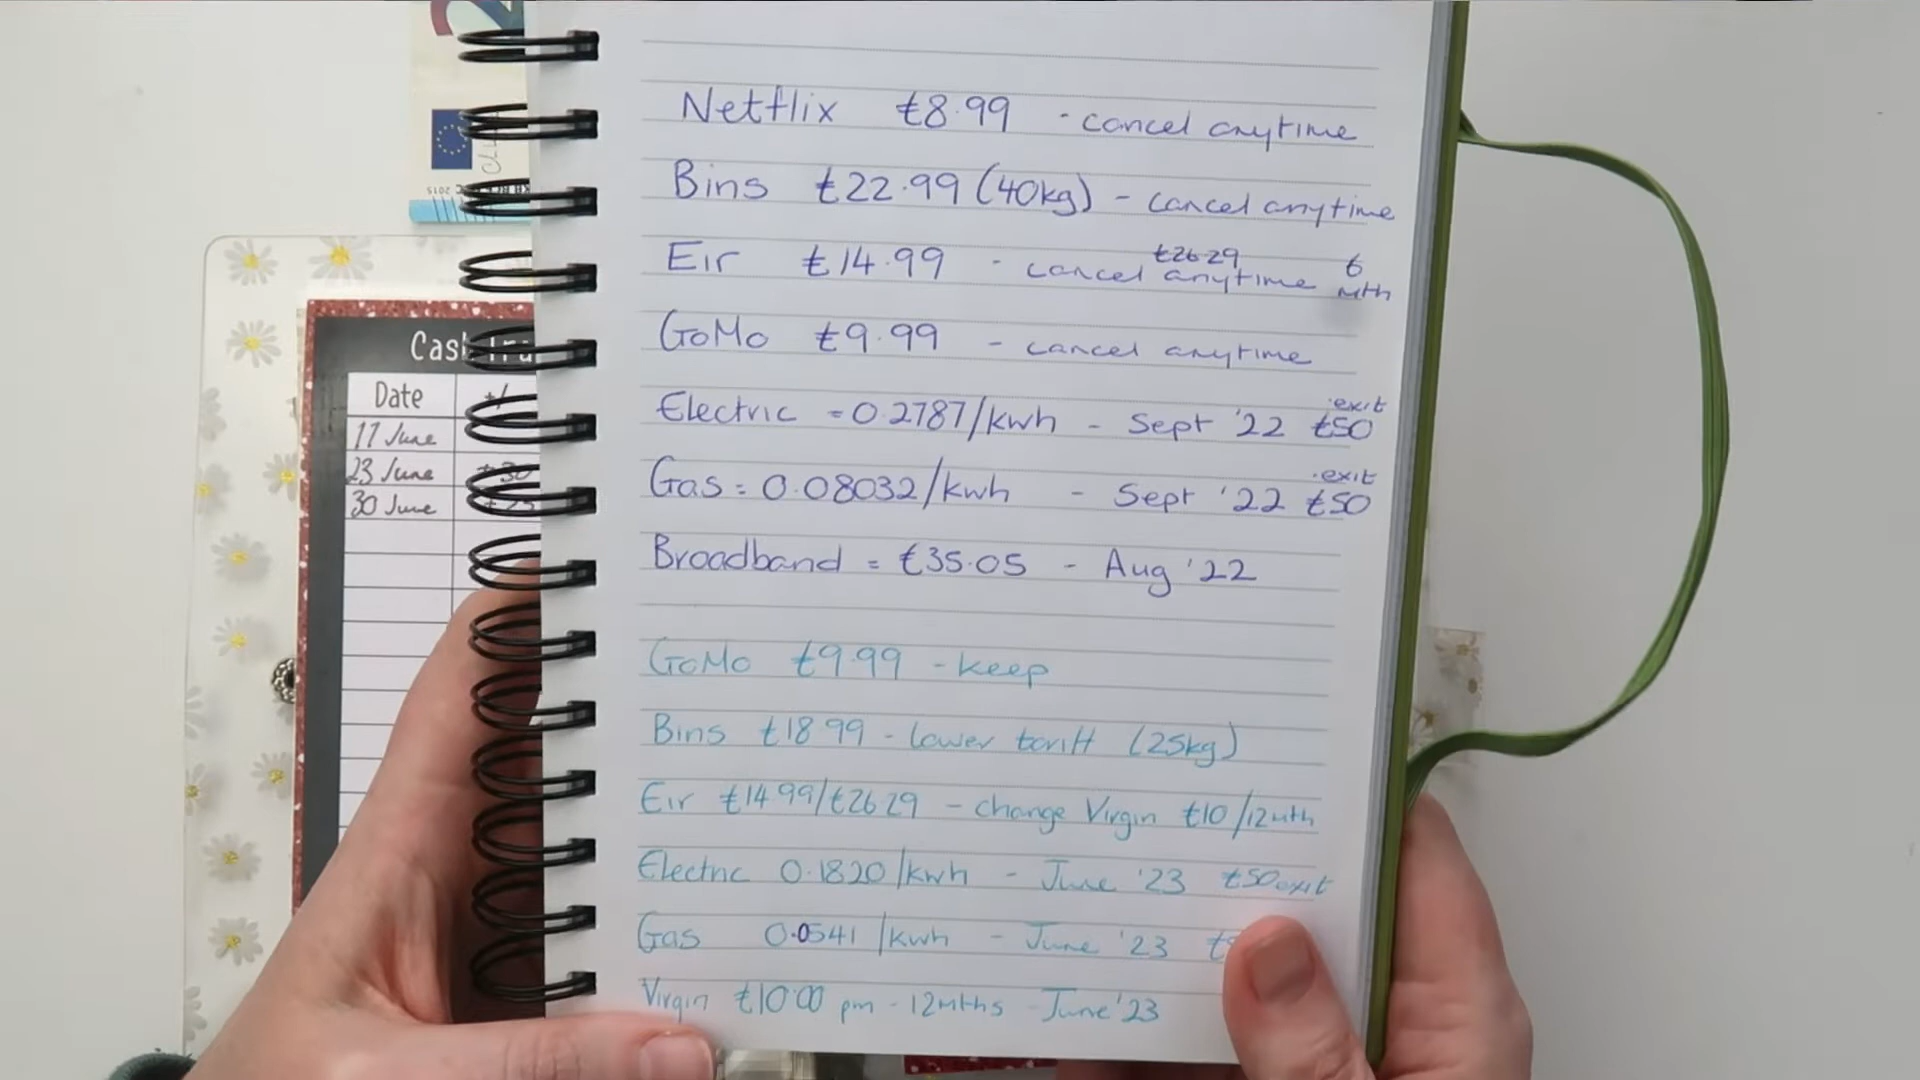 Netflix €8.99 - cancel anytime
Bins €22.99 (40kg) - cancel anytime
Eir €14.99 - cancel anytime €26.29 6 mth
GoMo €9.99 - cancel anytime
Electric = 0.2787/kwh - Sept '22 €50 exit
Gas = 0.08032/kwh - Sept '22 €50 exit
Broadband = €35.05 - Aug '22
GoMo €9.99 - keep
Bins €18.99 - lower tariff (25kg)
Eir €14.99/€26.29 - change Virgin €10/12mth
Electric 0.1820/kwh - June '23 €50 exit
Gas 0.0541/kwh - June '23
Virgin €10.00 pm - 12mths - June '23
Cash
Date +/-
17 June
23 June +30
30 June
2015